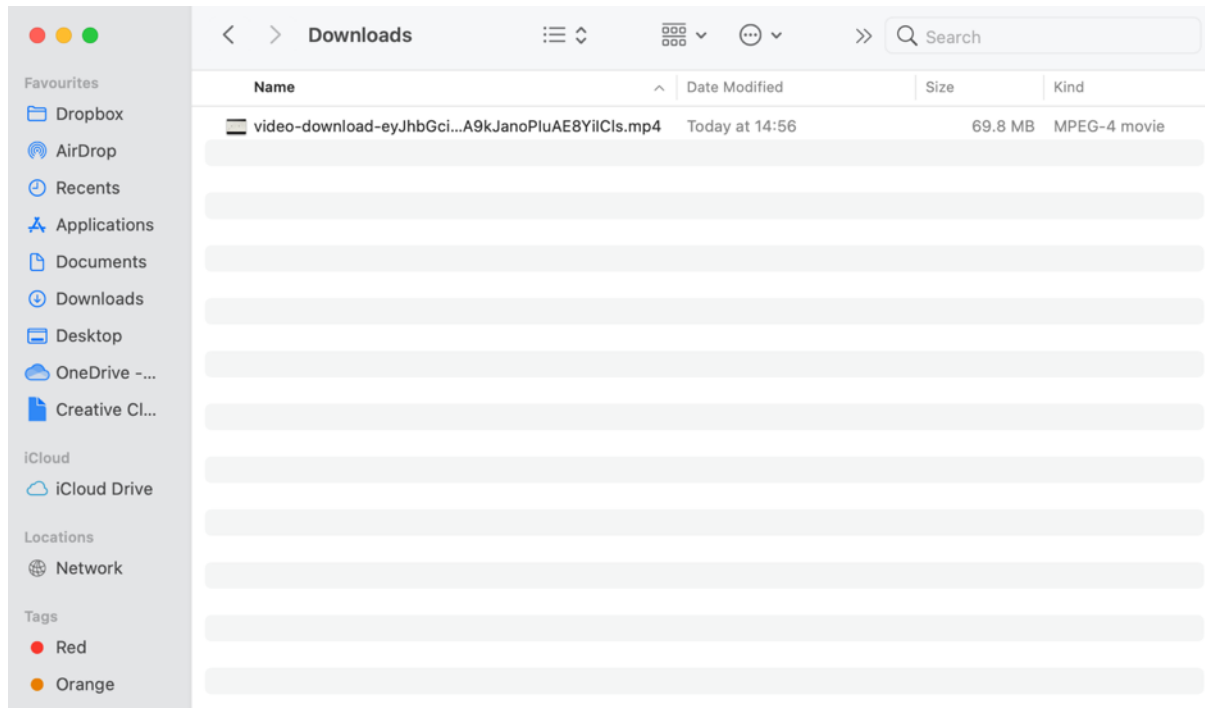 Downloads
Search
Favourites
Dropbox
AirDrop
Recents
Applications
Documents
Downloads
Desktop
OneDrive -...
Creative Cl...
iCloud
iCloud Drive
Locations
Network
Tags
Red
Orange
Name Date Modified Size Kind
video-download-eyJhbGci...A9kJanoPluAE8YiICls.mp4 Today at 14:56 69.8 MB MPEG-4 movie